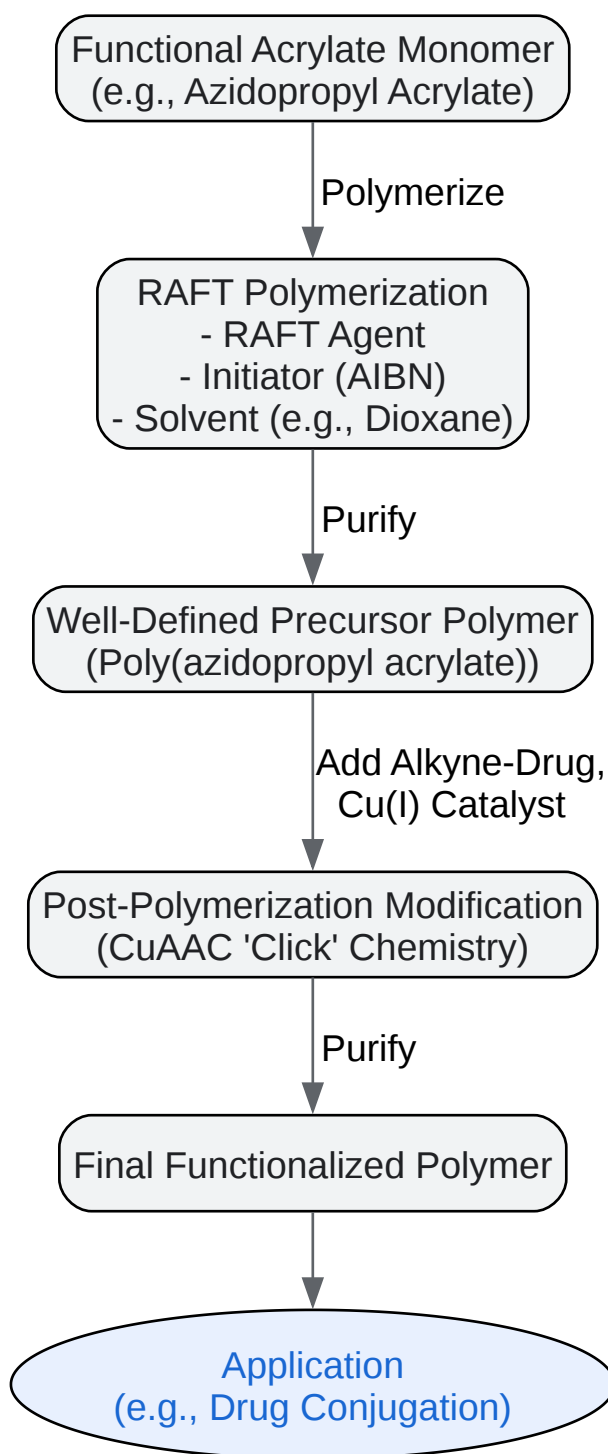 Functional Acrylate Monomer
(e.g., Azidopropyl Acrylate)
Polymerize
RAFT Polymerization
- RAFT Agent
- Initiator (AIBN)
- Solvent (e.g., Dioxane)
Purify
Well-Defined Precursor Polymer
(Poly(azidopropyl acrylate))
Add Alkyne-Drug,
Cu(I) Catalyst
Post-Polymerization Modification
(CuAAC 'Click' Chemistry)
Purify
Final Functionalized Polymer
Application
(e.g., Drug Conjugation)